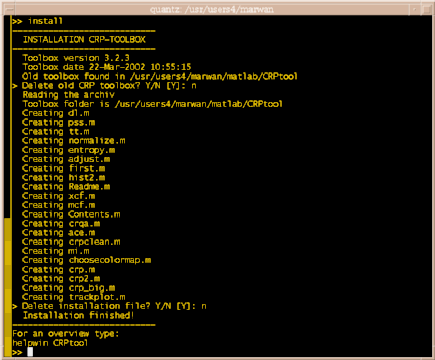 quantz: /usr/users4/marwan
>> install
----------------------------
INSTALLATION CRP-TOOLBOX
----------------------------
Toolbox version 3.2.3
Toolbox date 22-Mar-2002 10:55:15
Old toolbox found in /usr/users4/marwan/matlab/CRPtool
> Delete old CRP toolbox? Y/N [Y]: n
Reading the archiv
Toolbox folder is /usr/users4/marwan/matlab/CRPtool
Creating dl.m
Creating pss.m
Creating tt.m
Creating normalize.m
Creating entropy.m
Creating adjust.m
Creating first.m
Creating hist2.m
Creating Readme.m
Creating xcf.m
Creating mcf.m
Creating Contents.m
Creating crqa.m
Creating ace.m
Creating crpclean.m
Creating mi.m
Creating choosecolormap.m
Creating crp.m
Creating crp2.m
Creating crp_big.m
Creating trackplot.m
> Delete installation file? Y/N [Y]: n
Installation finished!
----------------------------
For an overview type:
helpwin CRPtool
>>